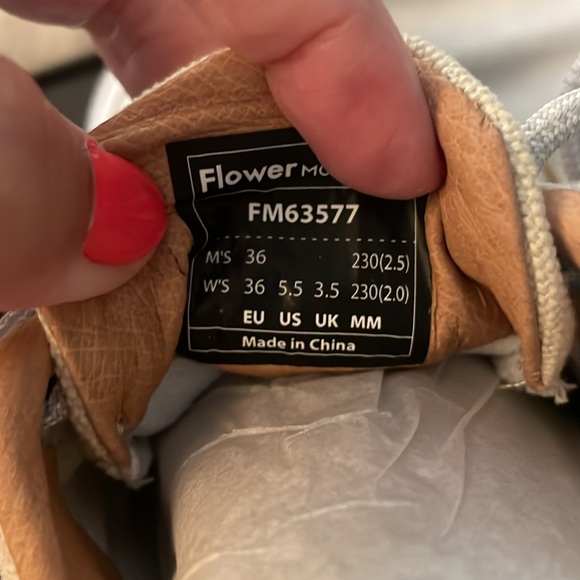 Flower
FM63577
M'S 36 230(2.5)
W'S 36 5.5 3.5 230(2.0)
EU US UK MM
Made in China